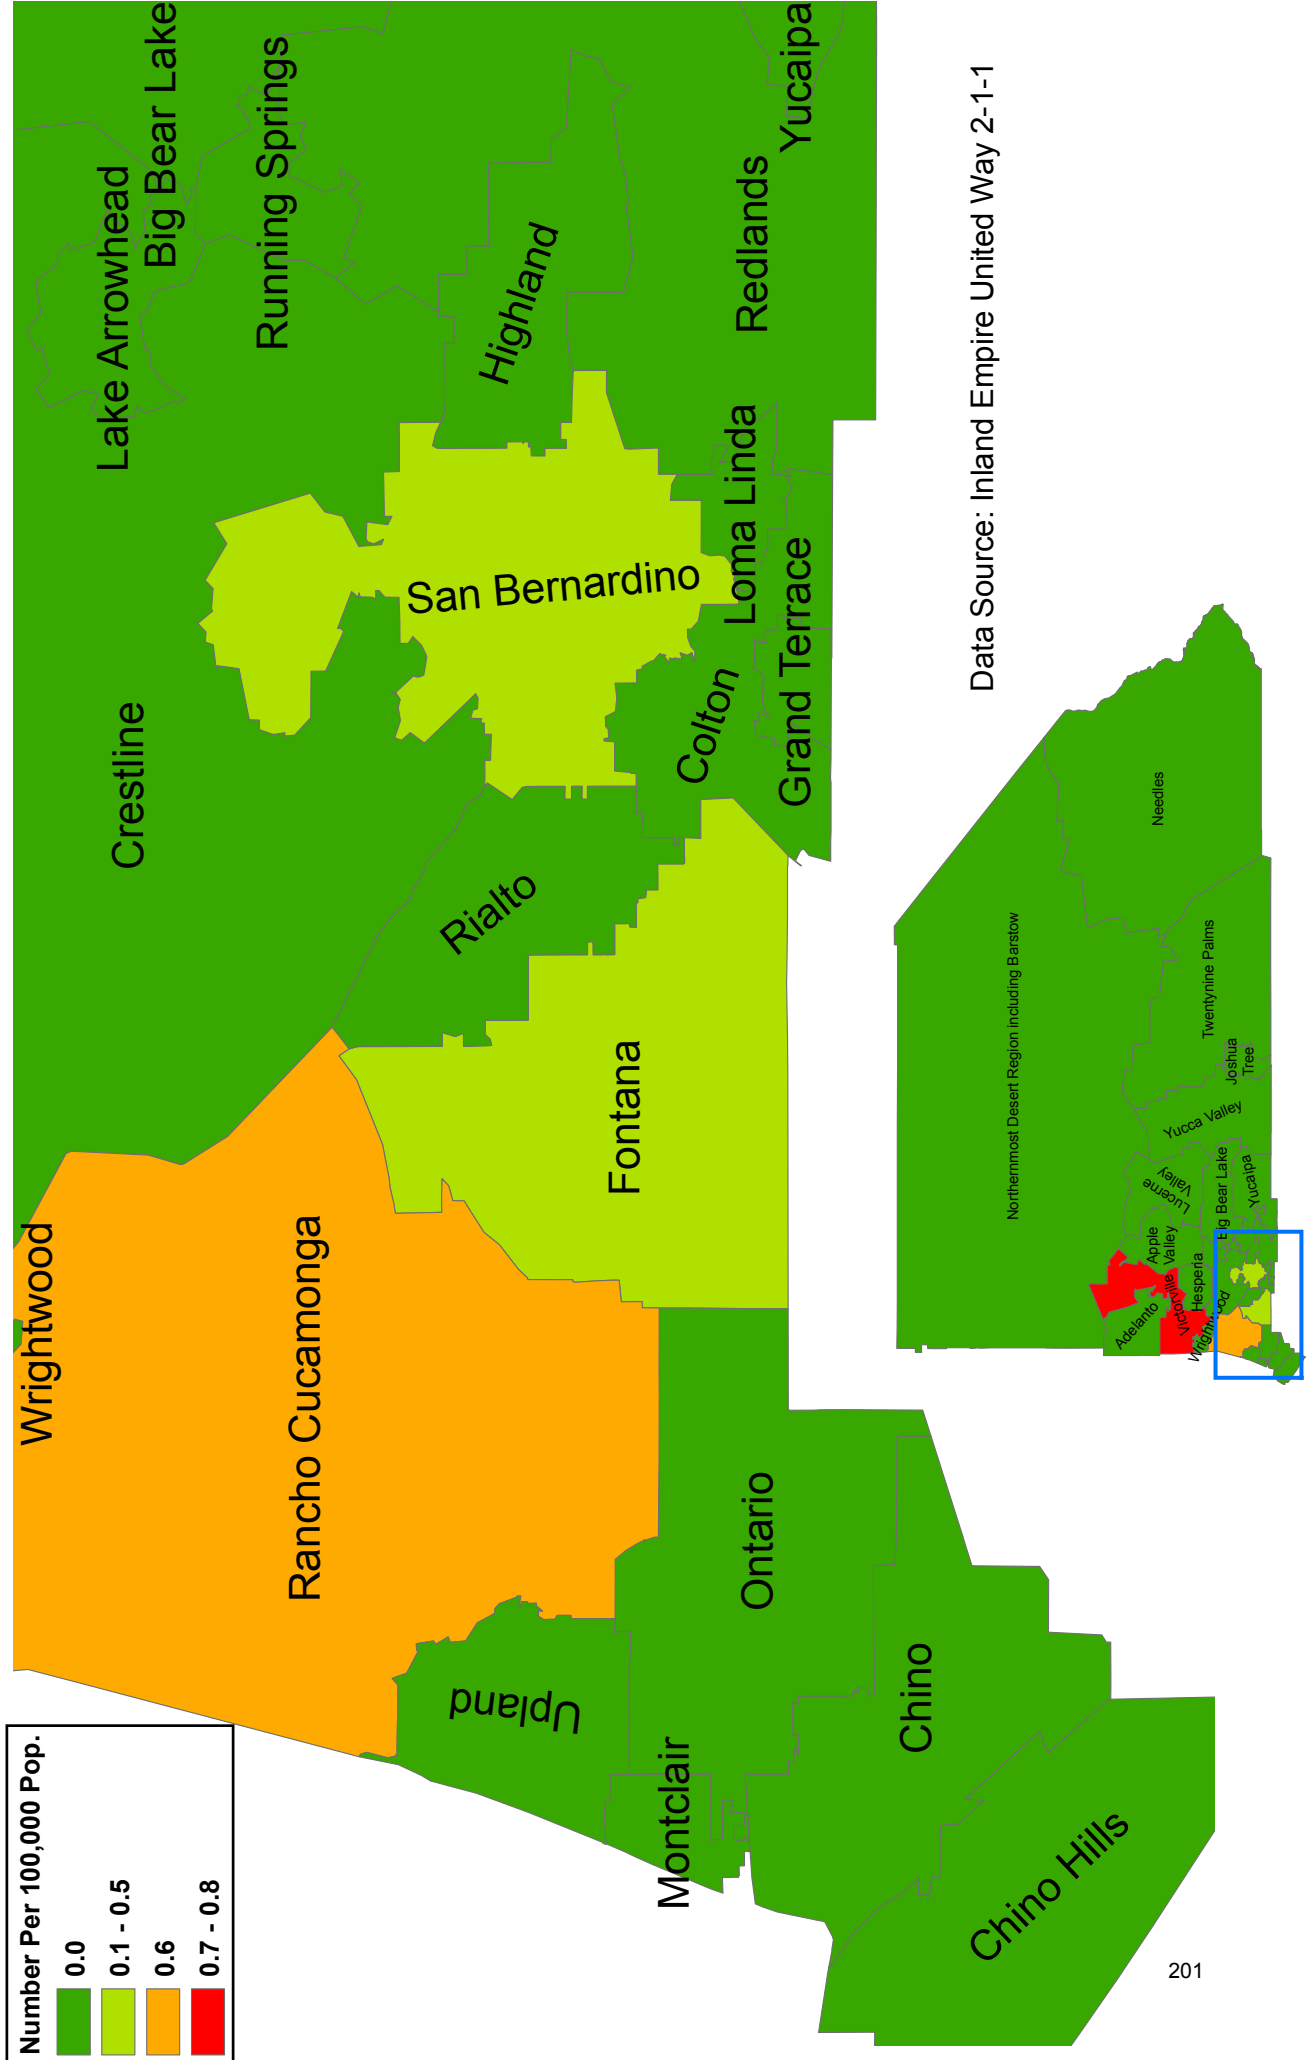 Number Per 100,000 Pop.
0.0
0.1 - 0.5
0.6
0.7 - 0.8
Wrightwood
Crestline
Lake Arrowhead
Big Bear Lake
Running Springs
Rancho Cucamonga
Rialto
San Bernardino
Highland
Upland
Fontana
Montclair
Ontario
Colton
Loma Linda
Grand Terrace
Redlands
Yucaipa
Chino
Chino Hills
Data Source: Inland Empire United Way 2-1-1
Northernmost Desert Region including Barstow
Needles
Adelanto
Victorville
Apple
Valley
Lucerne
Valley
Hesperia
Wrightwood
Big Bear Lake
Yucca Valley
Yucaipa
Twentynine Palms
Joshua
Tree
201